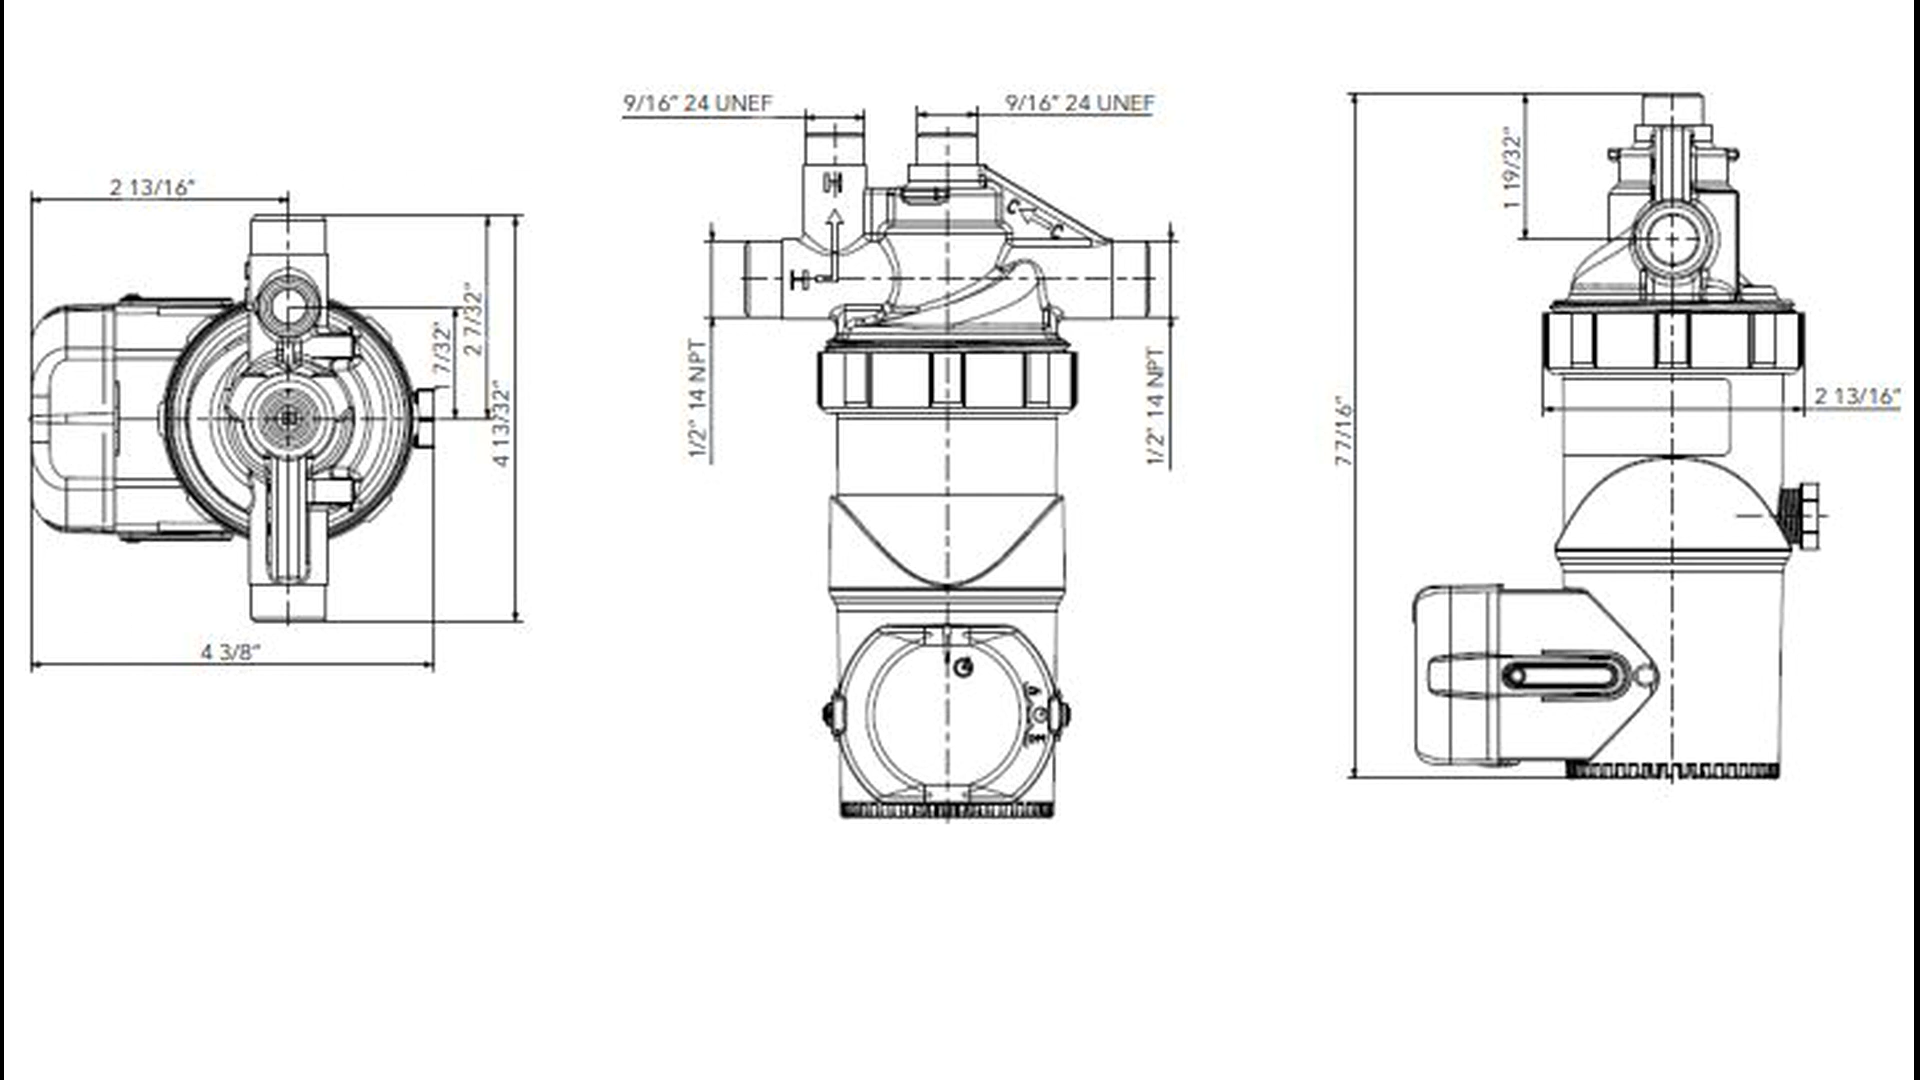 2 13/16"
7/32"
2 7/32"
4 13/32"
4 3/8"
9/16" 24 UNEF
9/16" 24 UNEF
H
H
C
C
1/2" 14 NPT
1/2" 14 NPT
1 19/32"
7 7/16"
2 13/16"